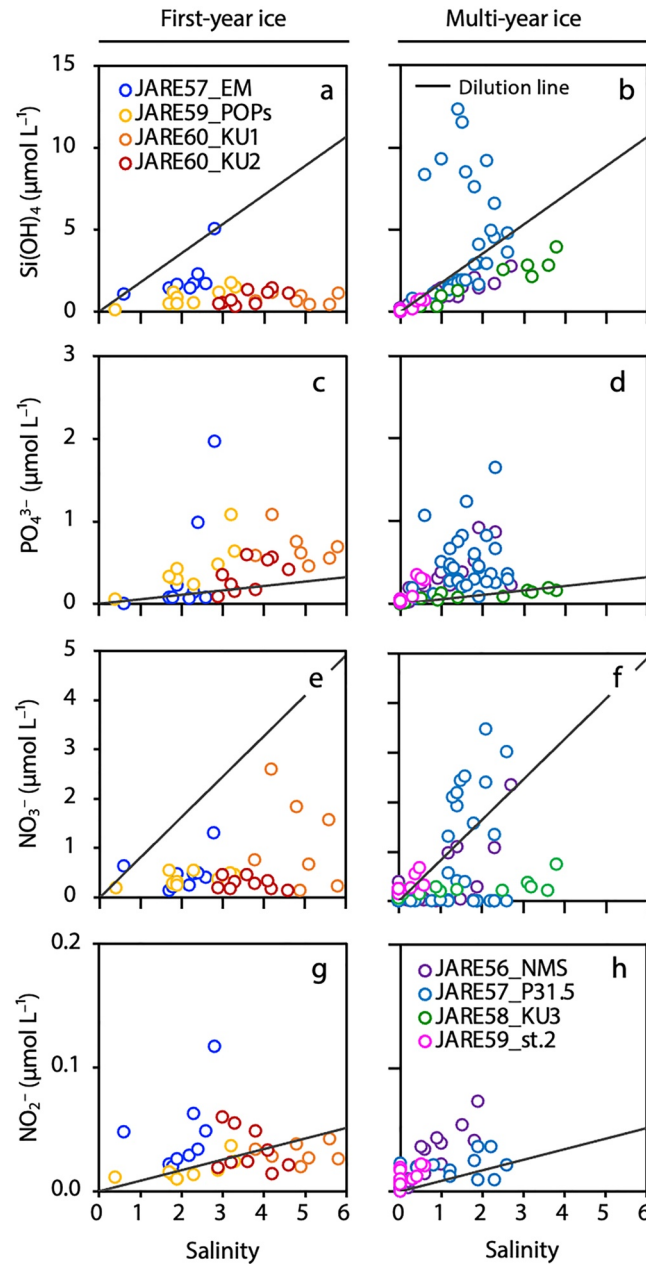 First-year ice
Multi-year ice
15
10
5
0
Si(OH)4 (μmol L−1)
JARE57_EM
JARE59_POPs
JARE60_KU1
JARE60_KU2
a
Dilution line
b
3
2
1
0
PO43− (μmol L−1)
c
d
5
4
3
2
1
0
NO3− (μmol L−1)
e
f
0.2
0.1
0.0
NO2− (μmol L−1)
g
JARE56_NMS
JARE57_P31.5
JARE58_KU3
JARE59_st.2
h
0 1 2 3 4 5 6
0 1 2 3 4 5 6
Salinity
Salinity